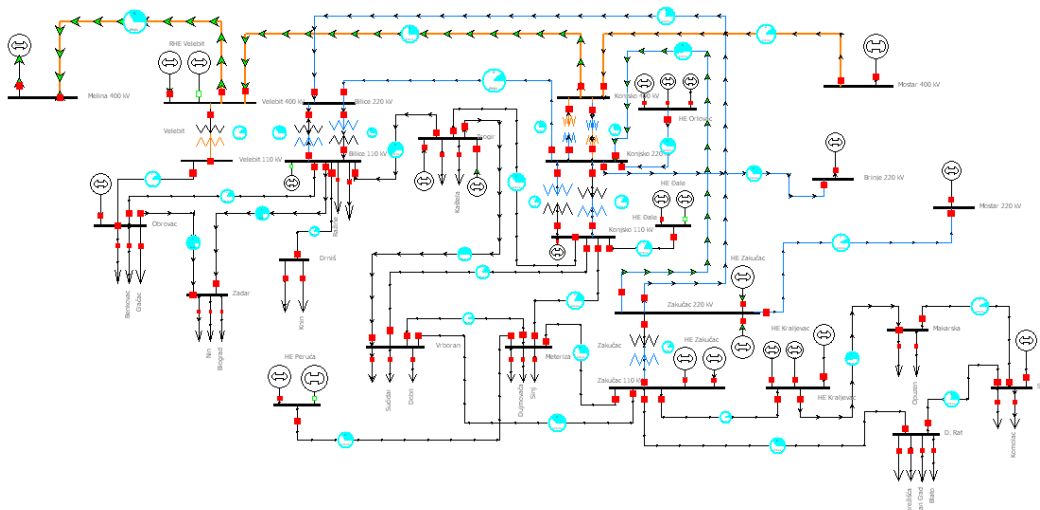 RHE Velebit
Melina 400 kV
Velebit 400 kV
Bilice 220 kV
Konjsko 400 kV
Mostar 400 kV
HE Orlovac
Velebit
Trogir
Bilice 110 kV
Velebit 110 kV
Konjsko 220
Brinje 220 kV
Kaštela
HE Đale
HE Đale
Mostar 220 kV
Ražine
Obrovac
Konjsko 110 kV
Drniš
HE Zakučac
Benkovac
Gračac
Zadar
Knin
Zakučac 220 kV
Nin
Biograd
HE Kraljevac
Makarska
Vrboran
Meterize
Zakučac
HE Zakučac
HE Peruča
Sućidar
Dobri
Dujmovača
Sinj
Zakučac 110 kV
HE Kraljevac
Opuzen
S
Komolac
D. Rat
Blato